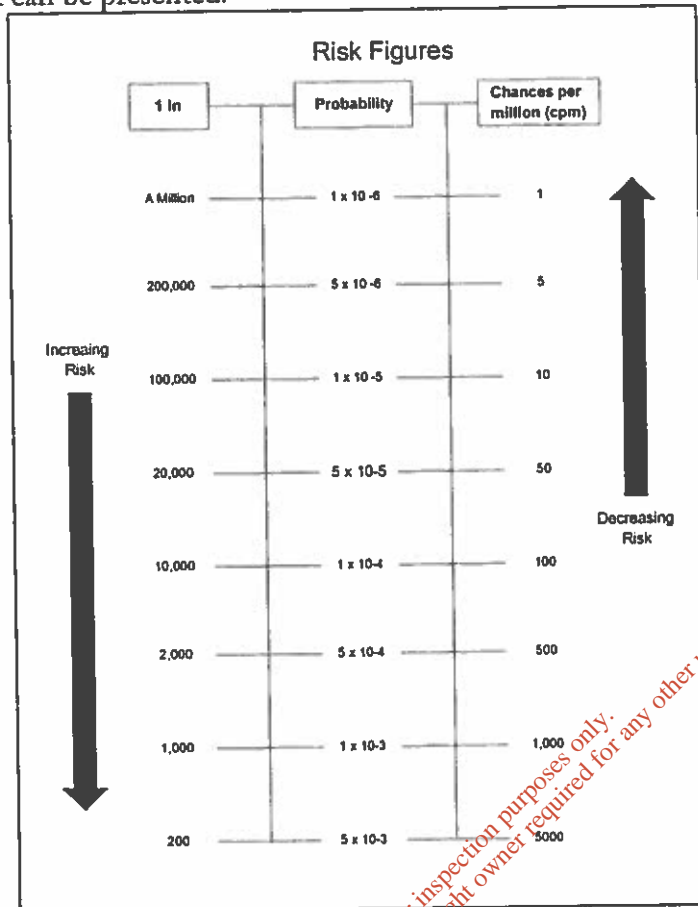 can be presented.
Risk Figures
1 In
Probability
Chances per
million (cpm)
A Million
1 x 10 -6
1
200,000
5 x 10 -6
5
Increaing
Risk
100,000
1 x 10 -5
10
20,000
5 x 10-5
50
Decreasing
Risk
10,000
1 x 10-4
100
2,000
5 x 10-4
500
1,000
1 x 10-3
1,000
200
5 x 10-3
5000
inspection purposes only.
owner required for any other